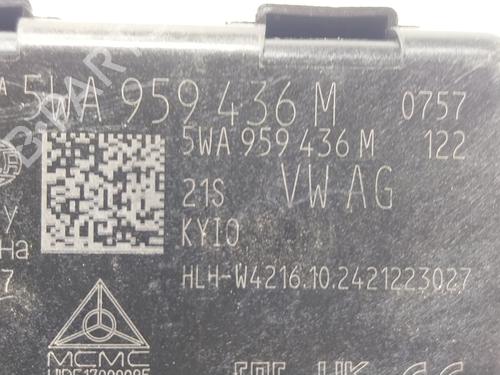 5WA 959 436 M 0757
5WA 959 436 M 122
21S VW AG
KYIO
HLH-W4216.10.2421223027
MCMC